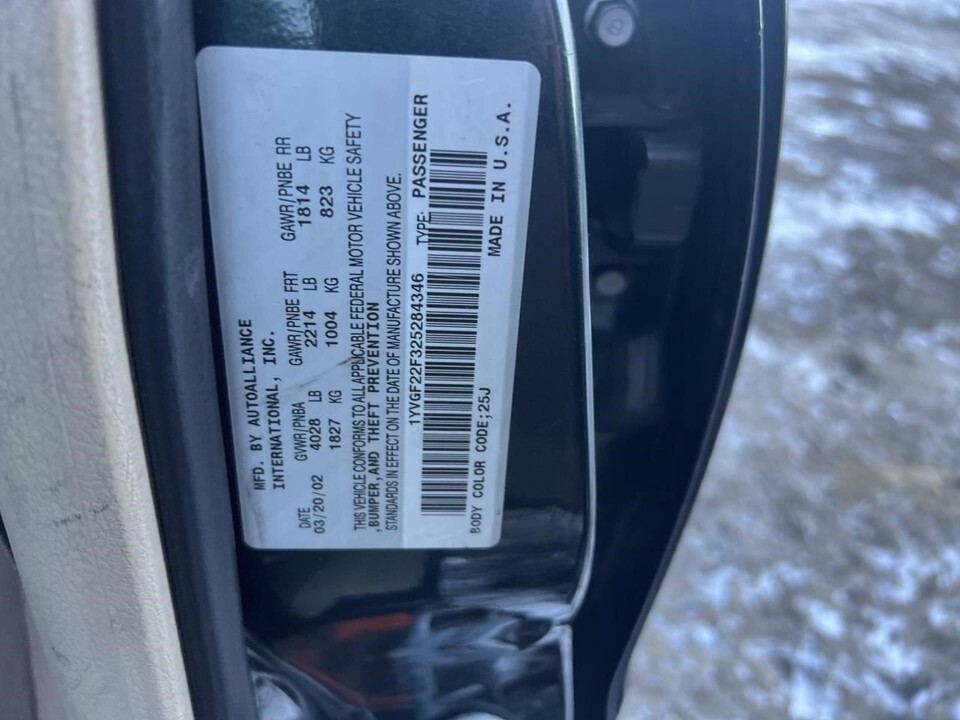 MFD. BY AUTOALLIANCE
INTERNATIONAL, INC.
DATE GVWR/PNBA GAWR/PNBE FRT GAWR/PNBE RR
03/20/02 4028 LB 2214 LB 1814 LB
1827 KG 1004 KG 823 KG
THIS VEHICLE CONFORMS TO ALL APPLICABLE FEDERAL MOTOR VEHICLE SAFETY
,BUMPER,AND THEFT PREVENTION
STANDARDS IN EFFECT ON THE DATE OF MANUFACTURE SHOWN ABOVE.
1YVGF22F325284346 TYPE: PASSENGER
BODY COLOR CODE;25J MADE IN U.S.A.